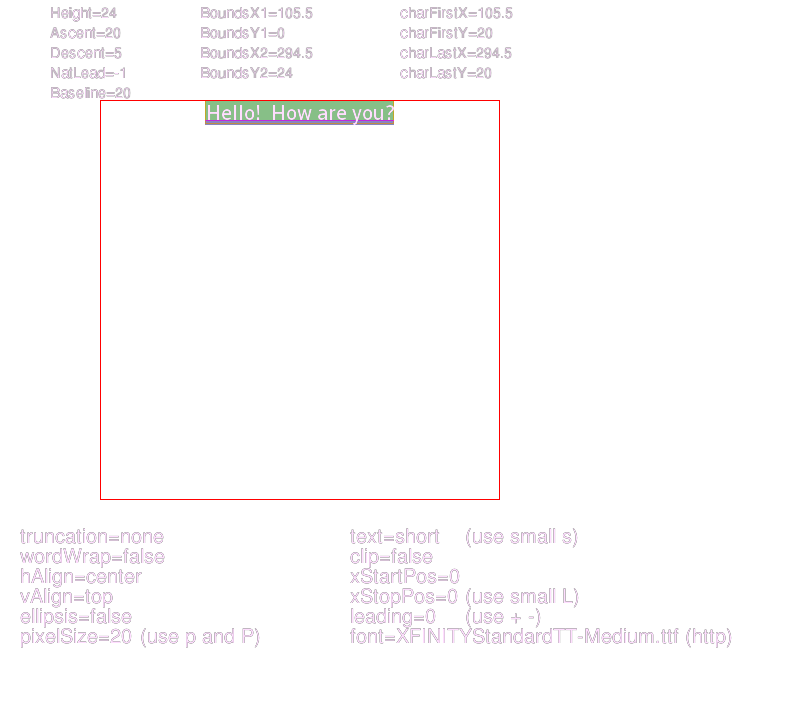 Height=24 BoundsX1=105.5 charFirstX=105.5
Ascent=20 BoundsY1=0 charFirstY=20
Descent=5 BoundsX2=294.5 charLastX=294.5
NatLead=-1 BoundsY2=24 charLastY=20
Baseline=20
Hello!  How are you?
truncation=none text=short (use small s)
wordWrap=false clip=false
hAlign=center xStartPos=0
vAlign=top xStopPos=0 (use small L)
ellipsis=false leading=0 (use + -)
pixelSize=20 (use p and P) font=XFINITYStandardTT-Medium.ttf (http)